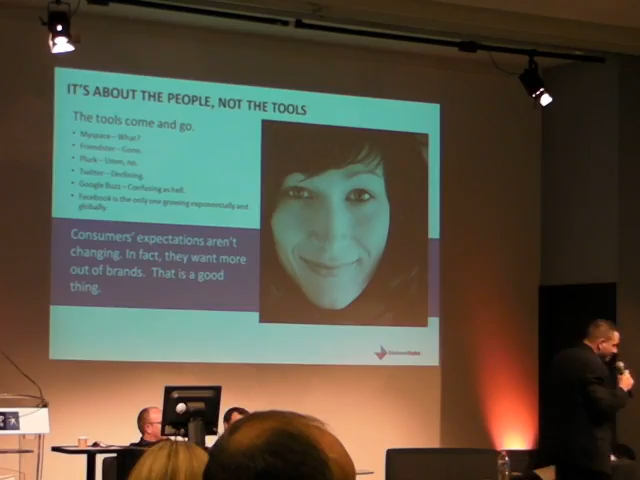 IT'S ABOUT THE PEOPLE, NOT THE TOOLS
The tools come and go.
• Myspace – What?
• Friendster – Gone.
• Plurk – Umm, no.
• Twitter – Declining.
• Google Buzz – Confusing as hell.
• Facebook is the only one growing exponentially and
globally.
Consumers' expectations aren't
changing. In fact, they want more
out of brands. That is a good
thing.